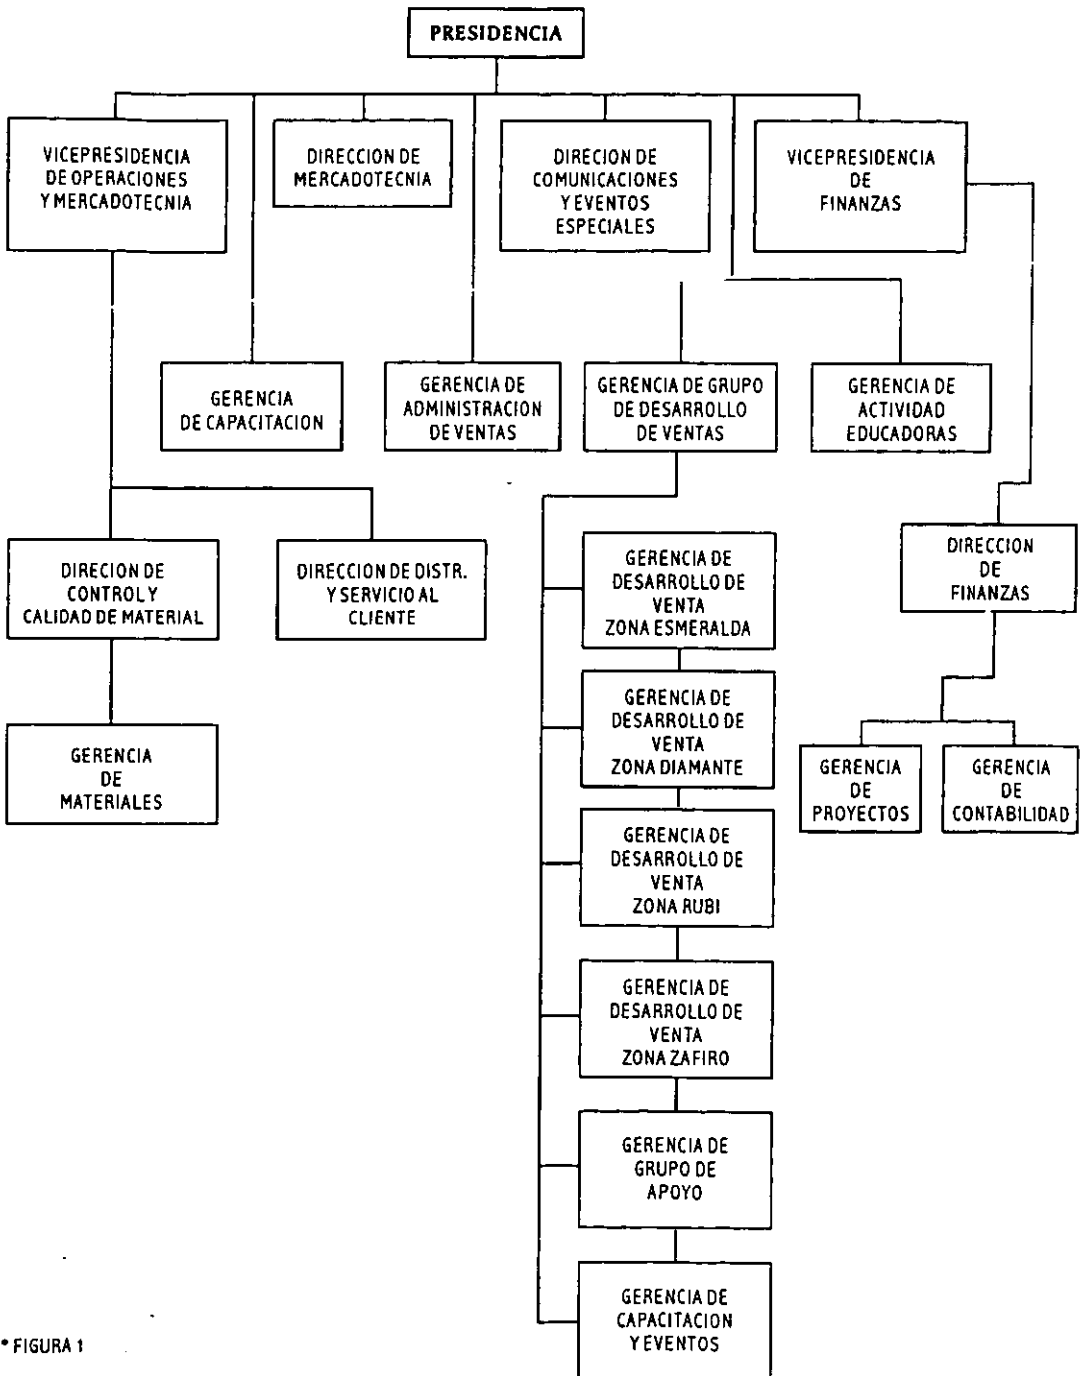 PRESIDENCIA
VICEPRESIDENCIA
DE OPERACIONES
Y MERCADOTECNIA
DIRECCION DE
MERCADOTECNIA
DIRECION DE
COMUNICACIONES
Y EVENTOS
ESPECIALES
VICEPRESIDENCIA
DE
FINANZAS
GERENCIA
DE CAPACITACION
GERENCIA DE
ADMINISTRACION
DE VENTAS
GERENCIA DE GRUPO
DE DESARROLLO
DE VENTAS
GERENCIA DE
ACTIVIDAD
EDUCADORAS
DIRECION DE
CONTROL Y
CALIDAD DE MATERIAL
DIRECCION DE DISTR.
Y SERVICIO AL
CLIENTE
GERENCIA DE
DESARROLLO DE
VENTA
ZONA ESMERALDA
DIRECCION
DE
FINANZAS
GERENCIA
DE
MATERIALES
GERENCIA DE
DESARROLLO DE
VENTA
ZONA DIAMANTE
GERENCIA
DE
PROYECTOS
GERENCIA
DE
CONTABILIDAD
GERENCIA DE
DESARROLLO DE
VENTA
ZONA RUBI
GERENCIA DE
DESARROLLO DE
VENTA
ZONA ZAFIRO
GERENCIA DE
GRUPO DE
APOYO
GERENCIA DE
CAPACITACION
Y EVENTOS
* FIGURA 1